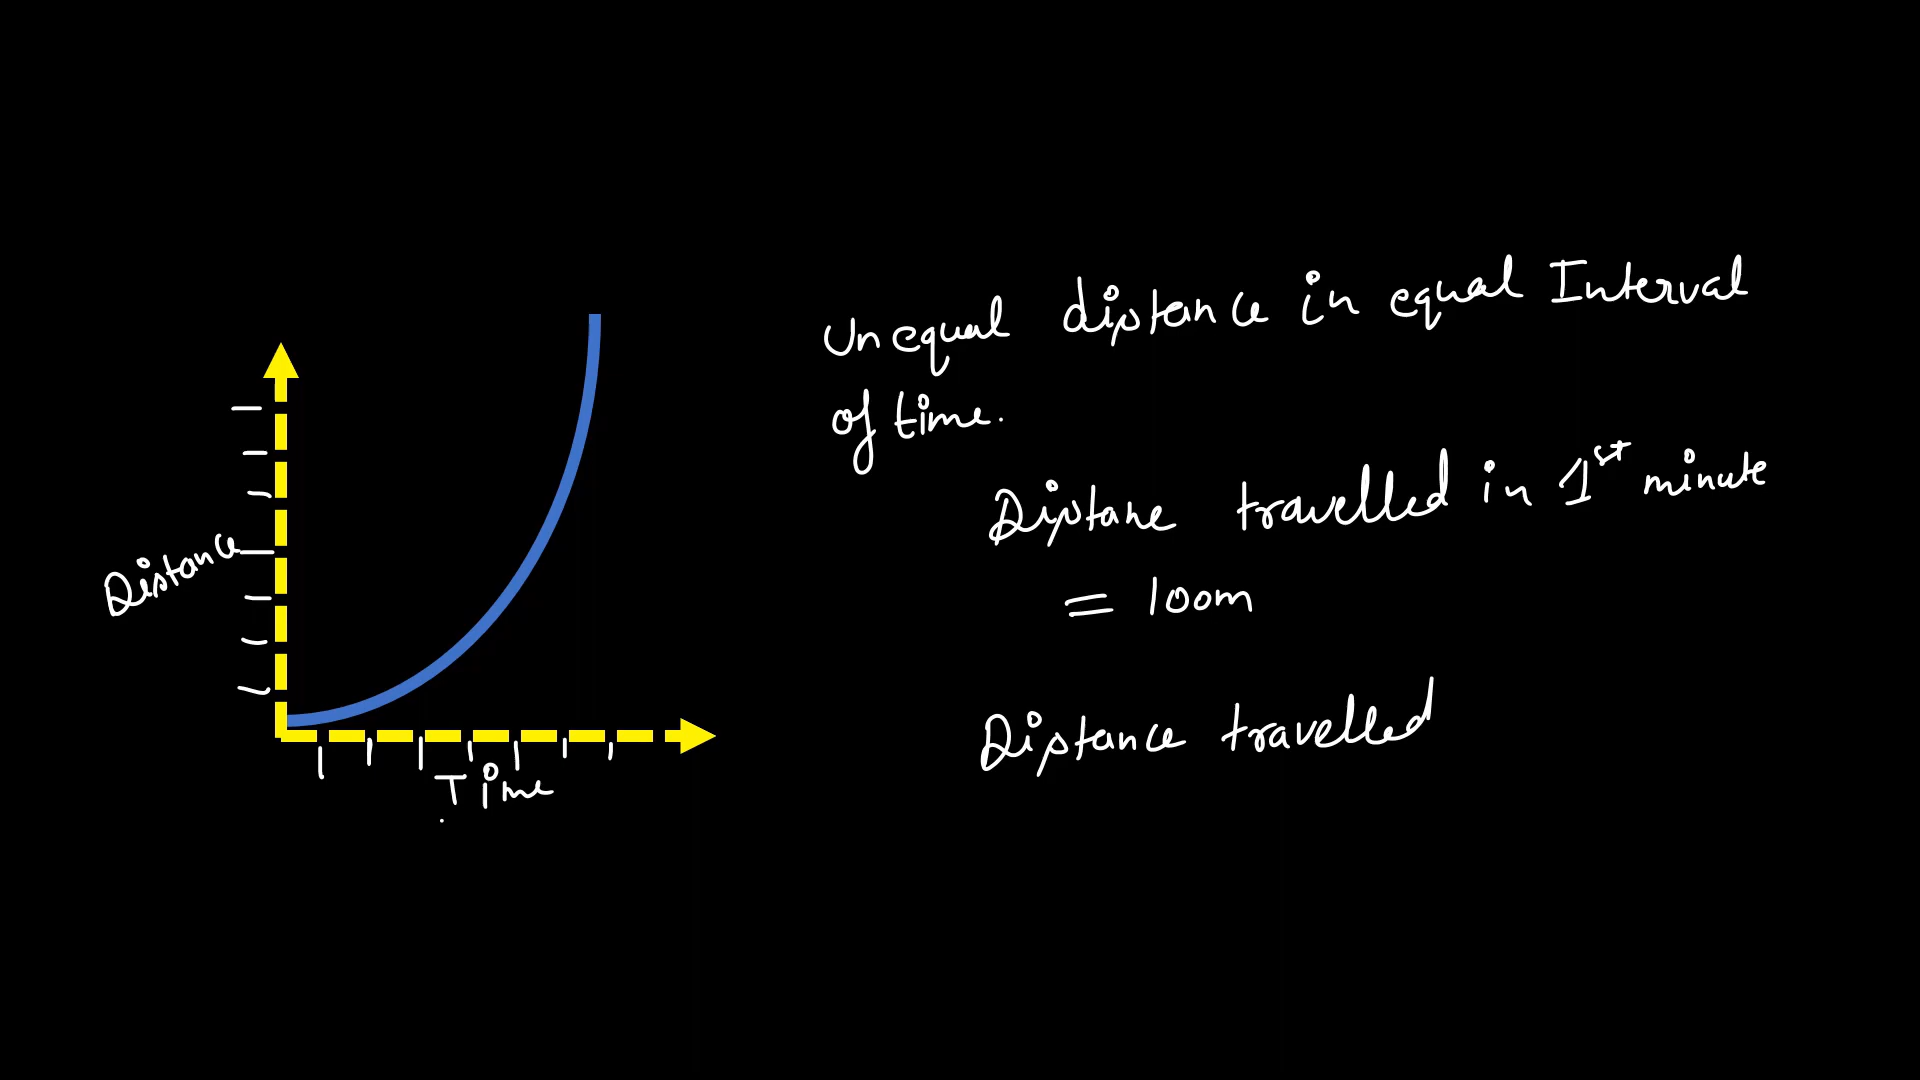 Distance
Time
Unequal distance in equal Interval
of time.
Distance travelled in 1st minute
= 100m
Distance travelled